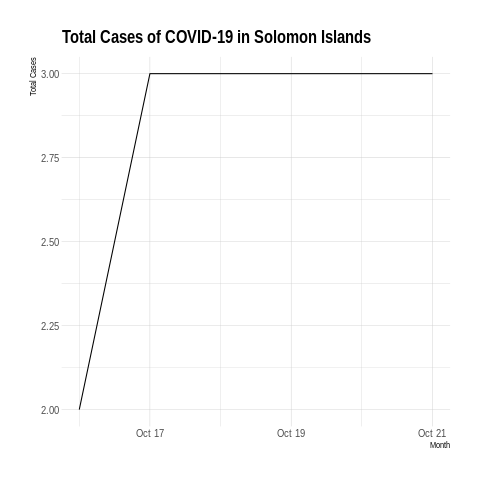 Total Cases of COVID-19 in Solomon Islands
Total Cases
3.00
2.75
2.50
2.25
2.00
Oct 17 Oct 19 Oct 21
Month